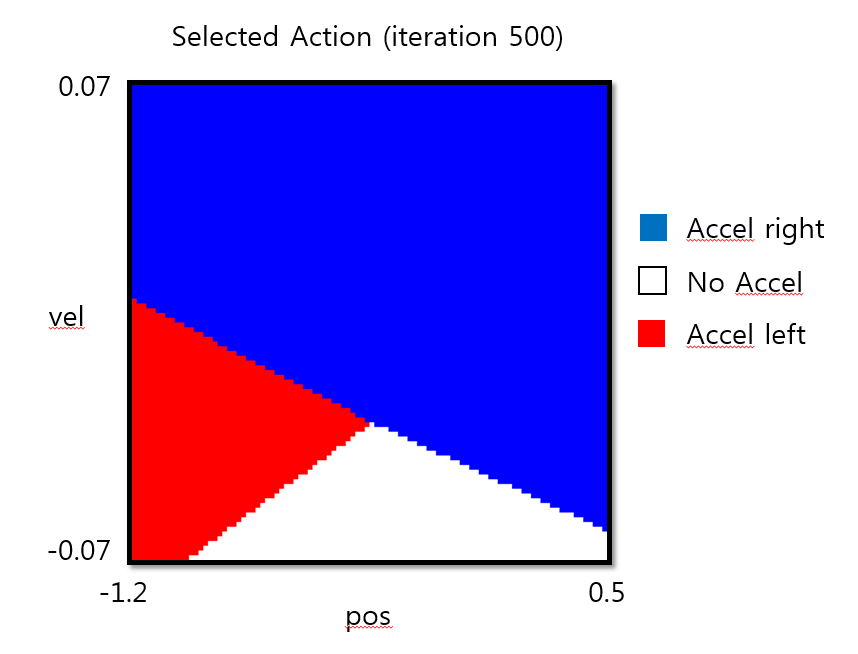 Selected Action (iteration 500)
0.07
Accel right
No Accel
vel
Accel left
-0.07
-1.2
0.5
pos